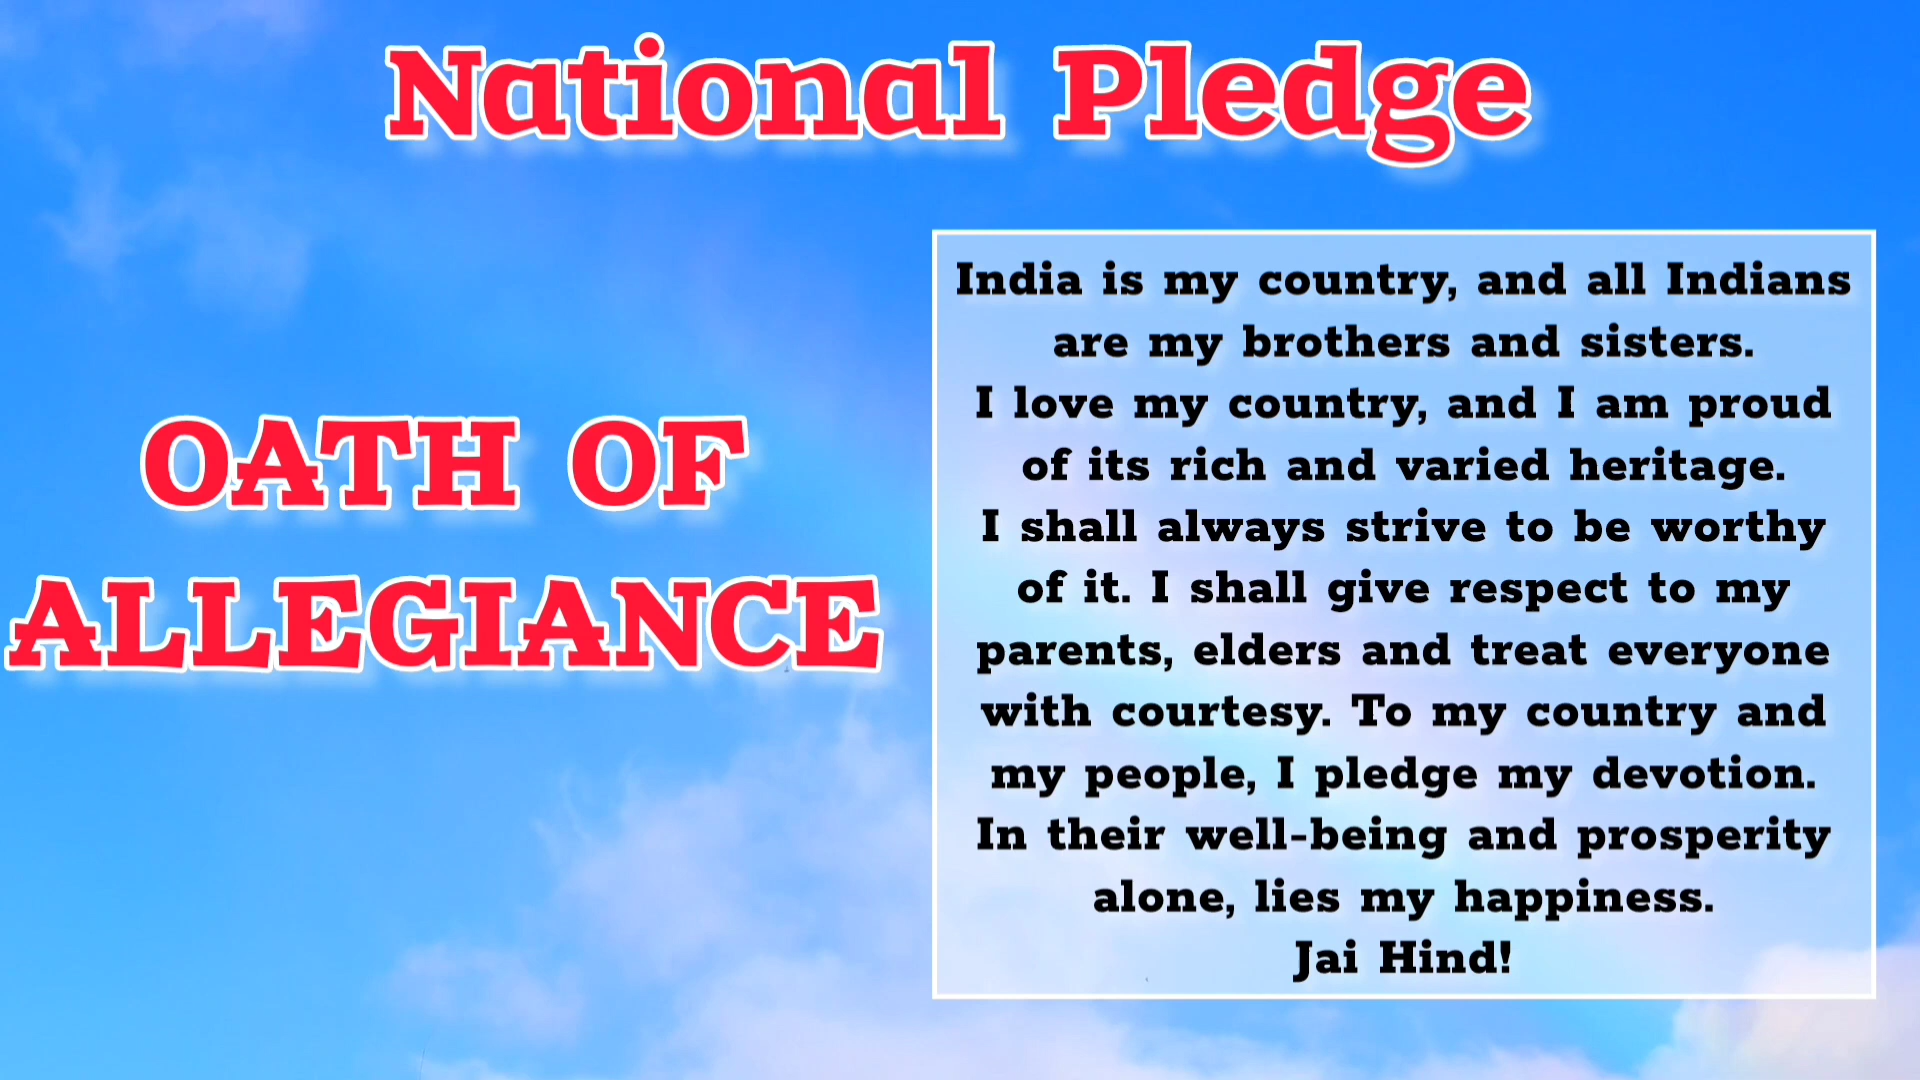 National Pledge
OATH OF
ALLEGIANCE
India is my country, and all Indians
are my brothers and sisters.
I love my country, and I am proud
of its rich and varied heritage.
I shall always strive to be worthy
of it. I shall give respect to my
parents, elders and treat everyone
with courtesy. To my country and
my people, I pledge my devotion.
In their well-being and prosperity
alone, lies my happiness.
Jai Hind!